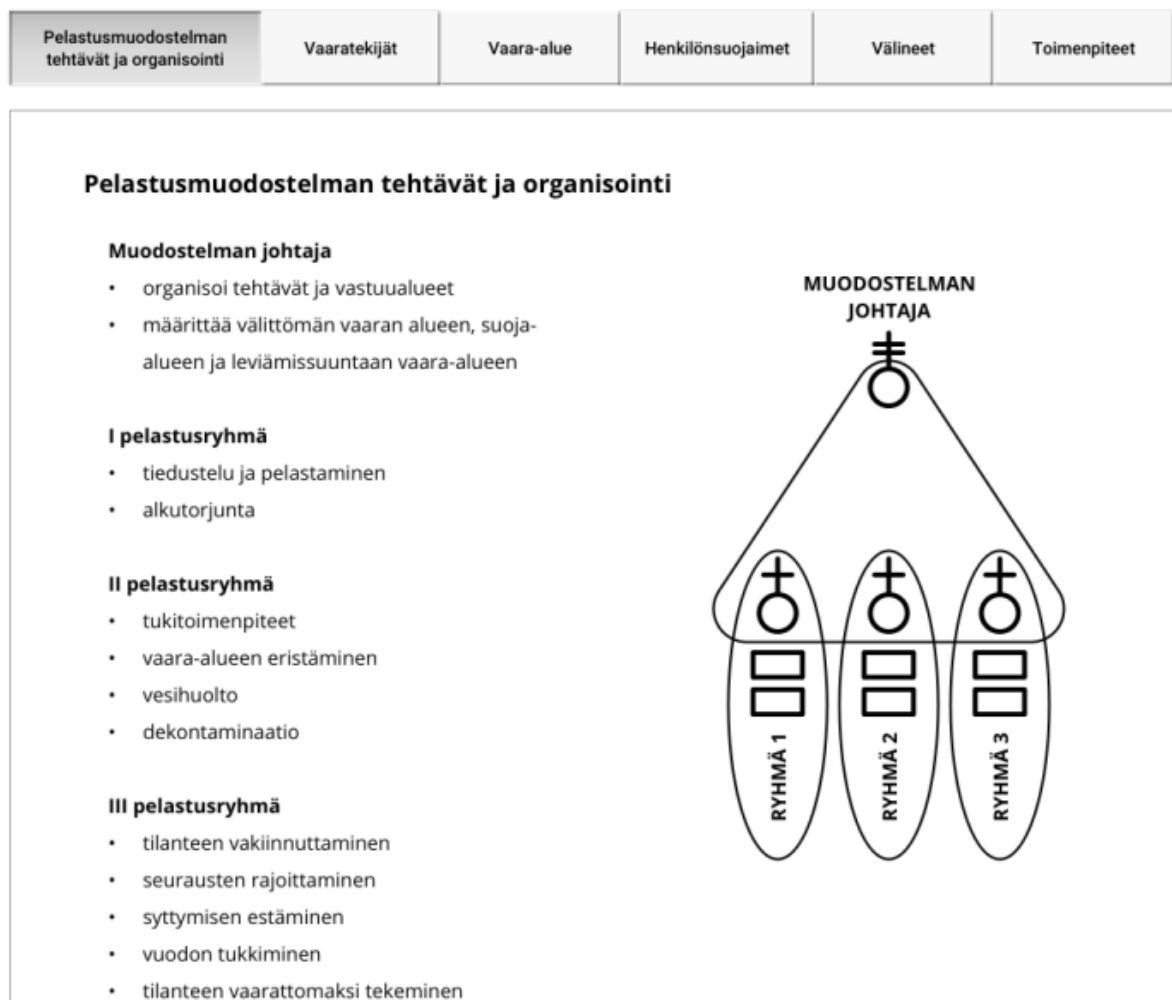 Pelastusmuodostelman
tehtävät ja organisointi
Vaaratekijät
Vaara-alue
Henkilönsuojaimet
Välineet
Toimenpiteet
Pelastusmuodostelman tehtävät ja organisointi
Muodostelman johtaja
• organisoi tehtävät ja vastuualueet
• määrittää välittömän vaaran alueen, suoja-
alueen ja leviämissuuntaan vaara-alueen
I pelastusryhmä
• tiedustelu ja pelastaminen
• alkutorjunta
II pelastusryhmä
• tukitoimenpiteet
• vaara-alueen eristäminen
• vesihuolto
• dekontaminaatio
III pelastusryhmä
• tilanteen vakiinnuttaminen
• seurausten rajoittaminen
• syttymisen estäminen
• vuodon tukkiminen
• tilanteen vaarattomaksi tekeminen
MUODOSTELMAN
JOHTAJA
RYHMÄ 1
RYHMÄ 2
RYHMÄ 3